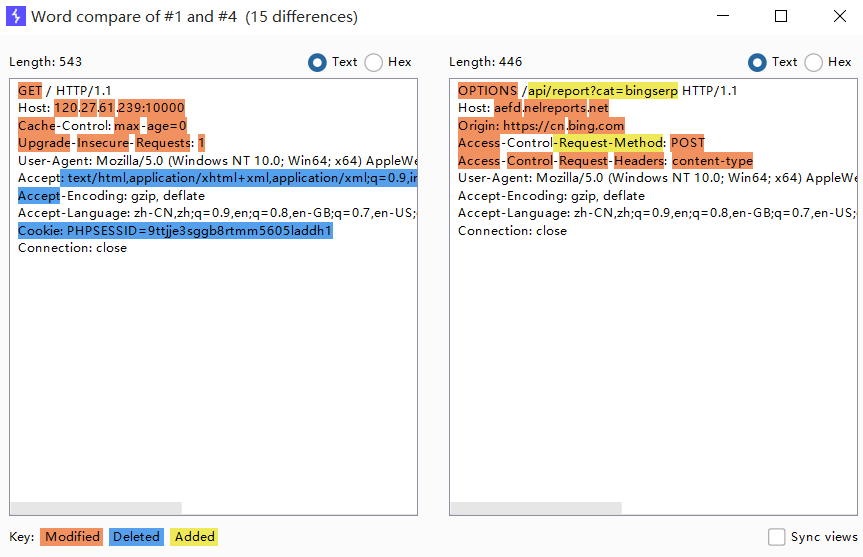 Word compare of #1 and #4 (15 differences)
Length: 543
Text
Hex
GET / HTTP/1.1
Host: 120.27.61.239:10000
Cache-Control: max-age=0
Upgrade-Insecure-Requests: 1
User-Agent: Mozilla/5.0 (Windows NT 10.0; Win64; x64) AppleWe
Accept: text/html,application/xhtml+xml,application/xml;q=0.9,in
Accept-Encoding: gzip, deflate
Accept-Language: zh-CN,zh;q=0.9,en;q=0.8,en-GB;q=0.7,en-US;
Cookie: PHPSESSID=9ttjje3sggb8rtmm5605laddh1
Connection: close
Length: 446
Text
Hex
OPTIONS /api/report?cat=bingserp HTTP/1.1
Host: aefd.nelreports.net
Origin: https://cn.bing.com
Access-Control-Request-Method: POST
Access-Control-Request-Headers: content-type
User-Agent: Mozilla/5.0 (Windows NT 10.0; Win64; x64) AppleWe
Accept-Encoding: gzip, deflate
Accept-Language: zh-CN,zh;q=0.9,en;q=0.8,en-GB;q=0.7,en-US;
Connection: close
Key: Modified Deleted Added
Sync views